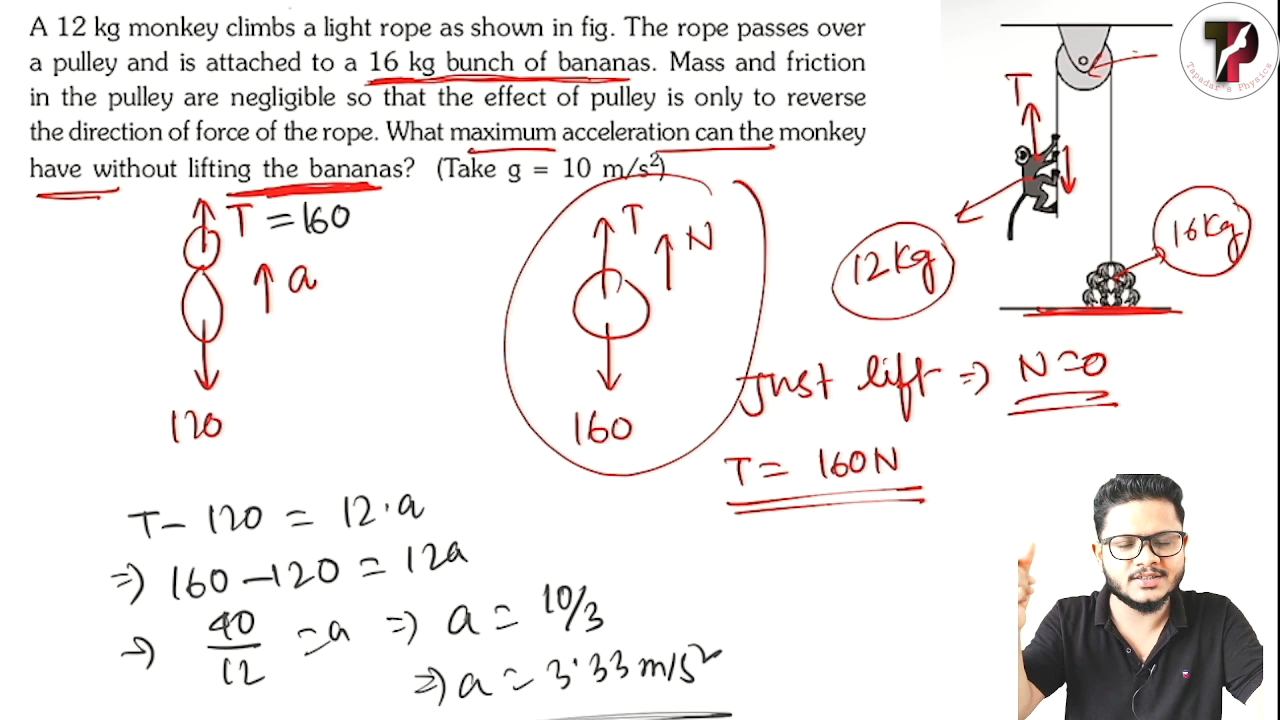 A 12 kg monkey climbs a light rope as shown in fig. The rope passes over
a pulley and is attached to a 16 kg bunch of bananas. Mass and friction
in the pulley are negligible so that the effect of pulley is only to reverse
the direction of force of the rope. What maximum acceleration can the monkey
have without lifting the bananas? (Take g = 10 m/s²)
TP
Tapadar's Physics
T
12kg
16kg
T = 160
a
120
T
N
160
Just lift ⇒ N=0
T = 160N
T - 120 = 12.a
⇒ 160 - 120 = 12a
⇒ 40/12 = a ⇒ a = 10/3
⇒ a = 3.33 m/s²